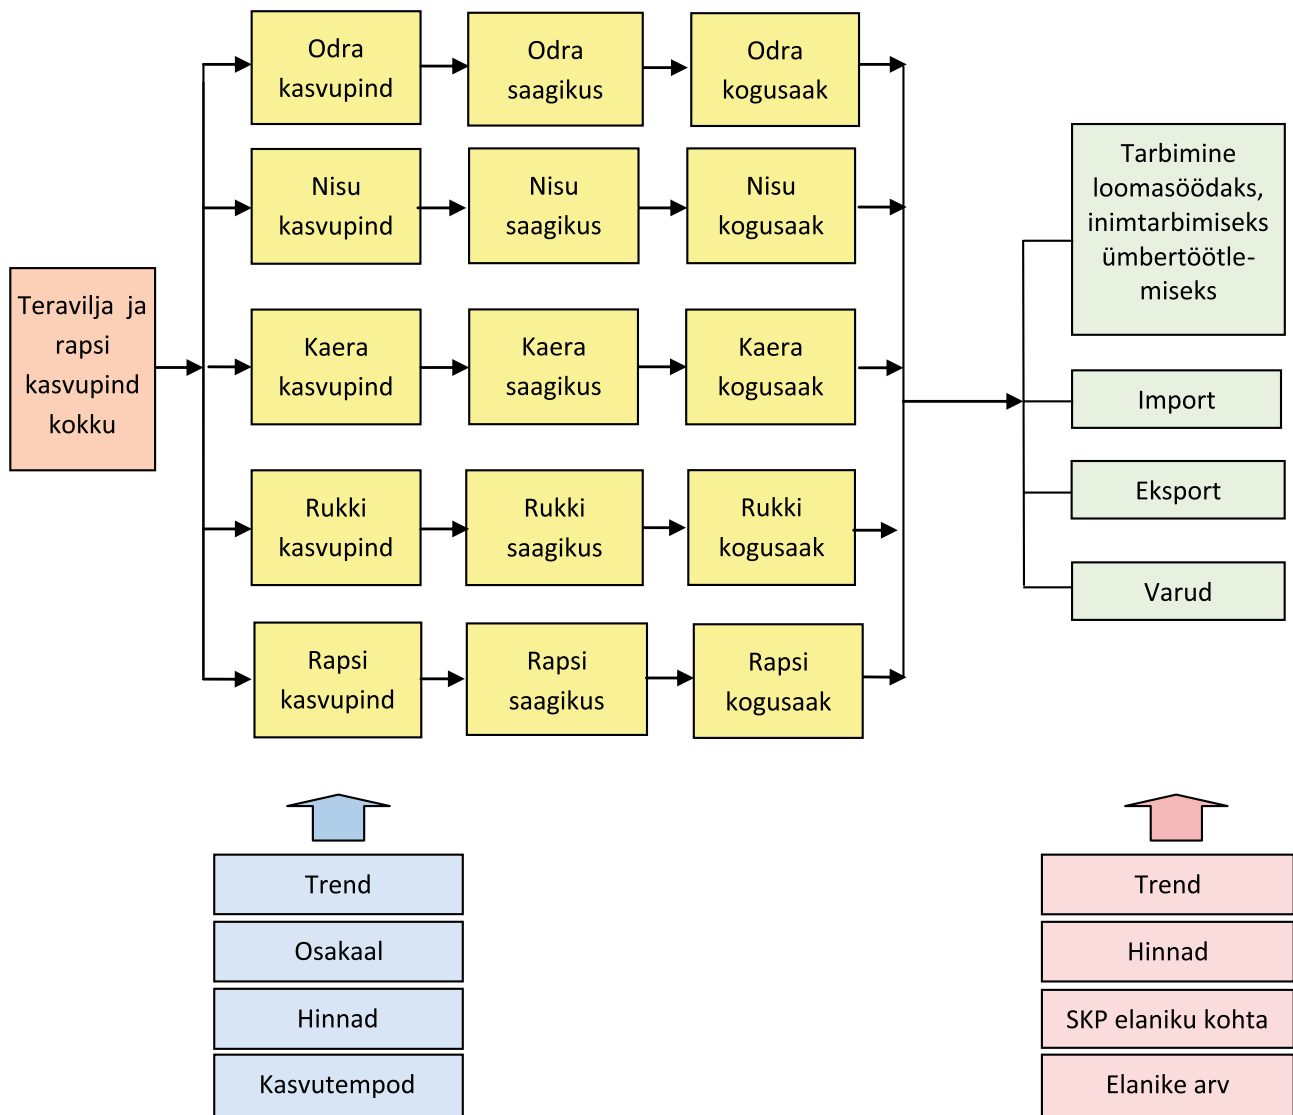 Teravilja ja
rapsi
kasvupind
kokku
Odra
kasvupind
Odra
saagikus
Odra
kogusaak
Nisu
kasvupind
Nisu
saagikus
Nisu
kogusaak
Kaera
kasvupind
Kaera
saagikus
Kaera
kogusaak
Rukki
kasvupind
Rukki
saagikus
Rukki
kogusaak
Rapsi
kasvupind
Rapsi
saagikus
Rapsi
kogusaak
Tarbimine
loomasöödaks,
inimtarbimiseks
ümbertöötle-
miseks
Import
Eksport
Varud
Trend
Osakaal
Hinnad
Kasvutempod
Trend
Hinnad
SKP elaniku kohta
Elanike arv